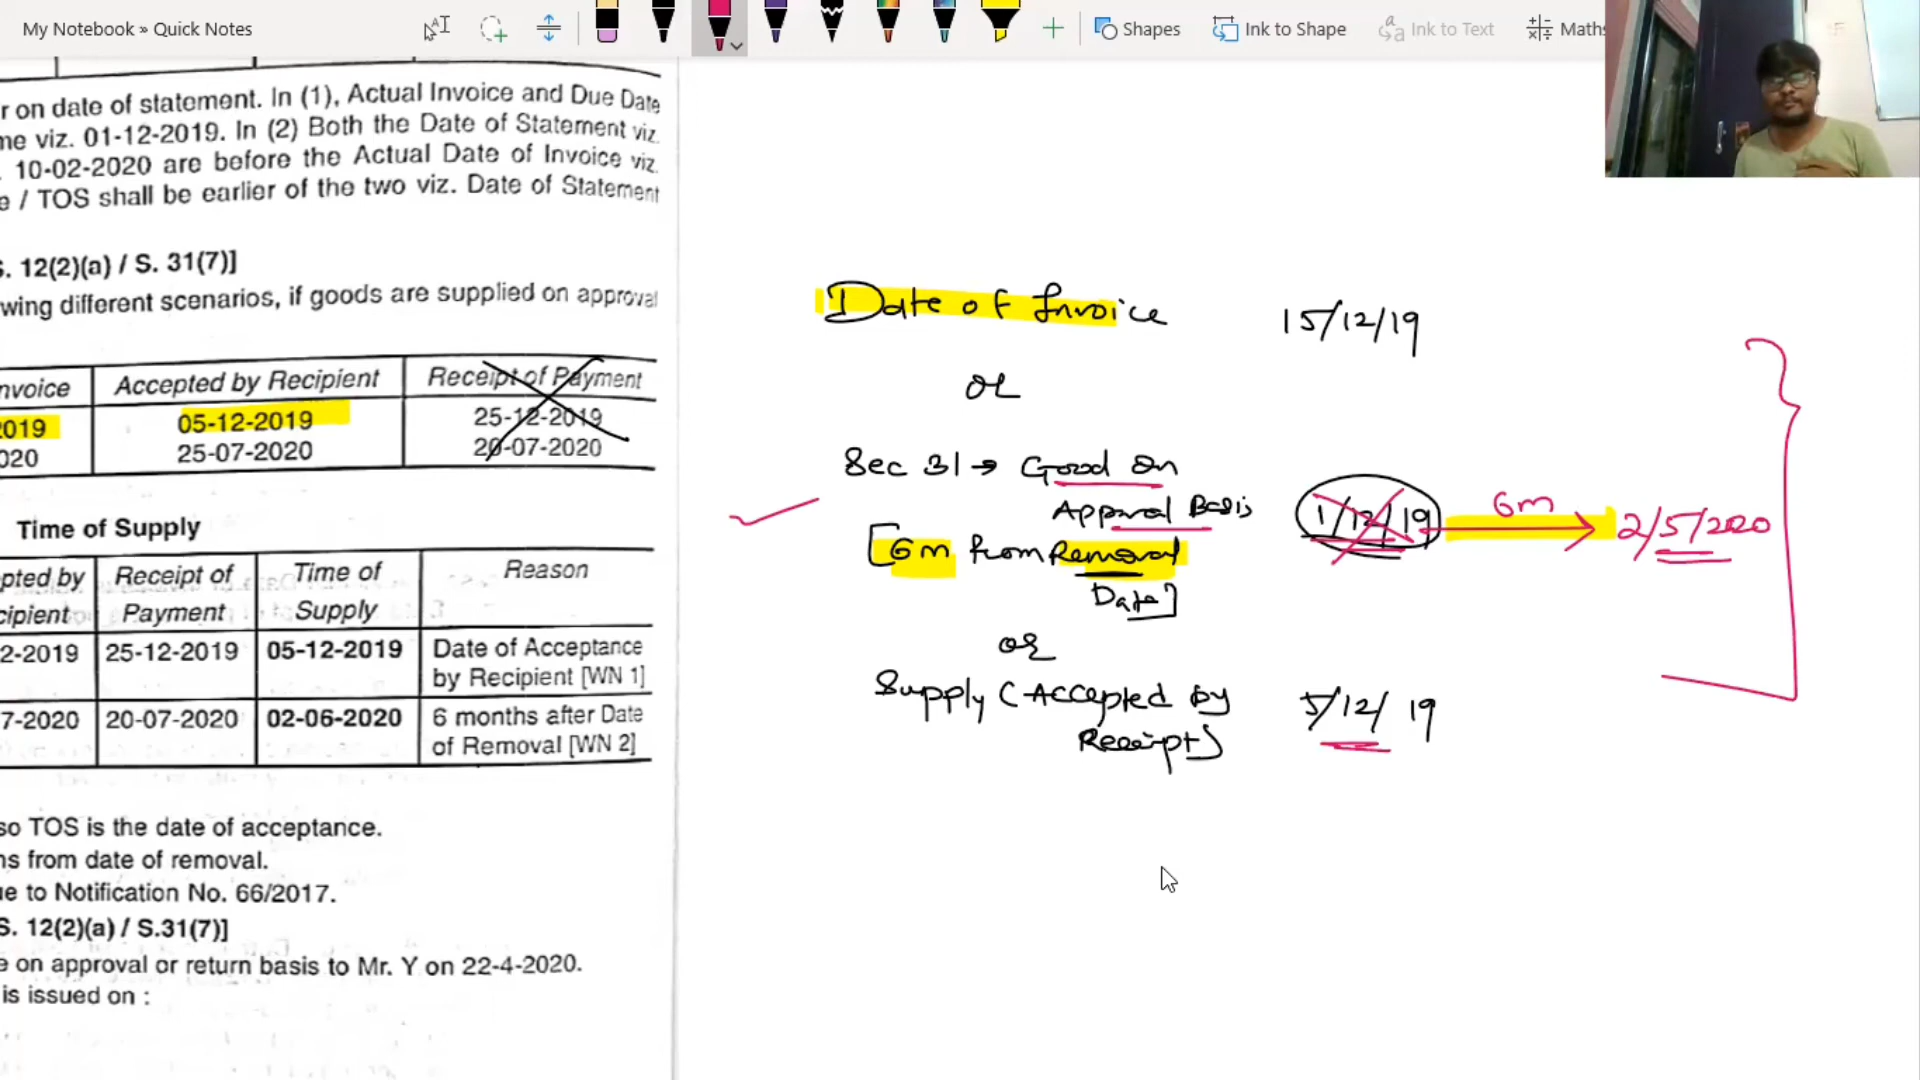 My Notebook » Quick Notes
Shapes
Ink to Shape
Ink to Text
Maths
r on date of statement. In (1), Actual Invoice and Due Date
me viz. 01-12-2019. In (2) Both the Date of Statement viz.
. 10-02-2020 are before the Actual Date of Invoice viz.
e / TOS shall be earlier of the two viz. Date of Statement
S. 12(2)(a) / S. 31(7)]
wing different scenarios, if goods are supplied on approval
nvoice Accepted by Recipient Receipt of Payment
2019 05-12-2019 25-12-2019
020 25-07-2020 20-07-2020
Time of Supply
pted by Receipt of Time of Reason
cipient Payment Supply
2-2019 25-12-2019 05-12-2019 Date of Acceptance
by Recipient [WN 1]
7-2020 20-07-2020 02-06-2020 6 months after Date
of Removal [WN 2]
so TOS is the date of acceptance.
ns from date of removal.
ue to Notification No. 66/2017.
S. 12(2)(a) / S.31(7)]
e on approval or return basis to Mr. Y on 22-4-2020.
is issued on :
Date of Invoice 15/12/19
or
Sec 31 → Good on
Approval Basis 1/12/19 6m 2/5/2020
[6m from Removal
Date]
or
Supply (Accepted by 5/12/19
Receipt)